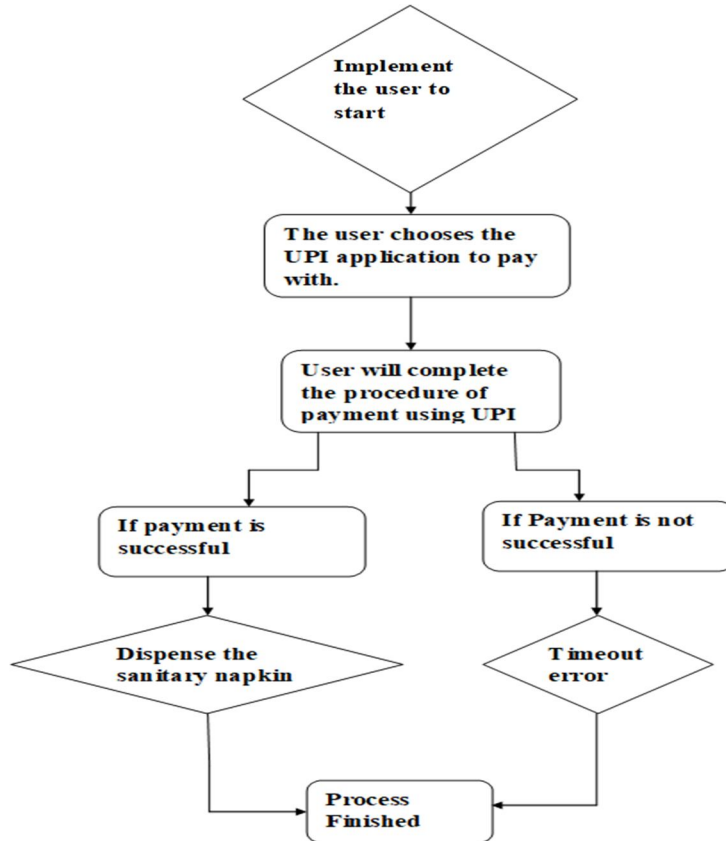 Implement
the user to
start
The user chooses the
UPI application to pay
with.
User will complete
the procedure of
payment using UPI
If payment is
successful
If Payment is not
successful
Dispense the
sanitary napkin
Timeout
error
Process
Finished